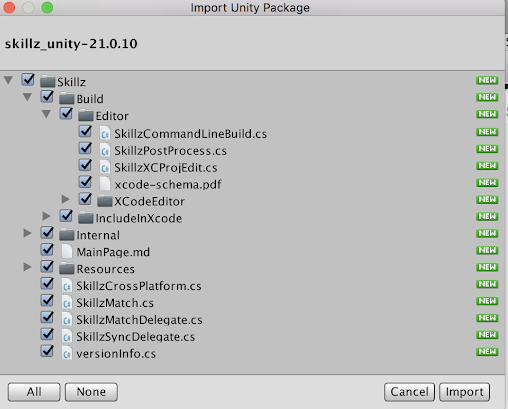 Import Unity Package
skillz_unity-21.0.10
Skillz NEW
Build NEW
Editor NEW
SkillzCommandLineBuild.cs NEW
SkillzPostProcess.cs NEW
SkillzXCProjEdit.cs NEW
xcode-schema.pdf NEW
XCodeEditor NEW
IncludeInXcode NEW
Internal NEW
MainPage.md NEW
Resources NEW
SkillzCrossPlatform.cs NEW
SkillzMatch.cs NEW
SkillzMatchDelegate.cs NEW
SkillzSyncDelegate.cs NEW
versionInfo.cs NEW
All None Cancel Import